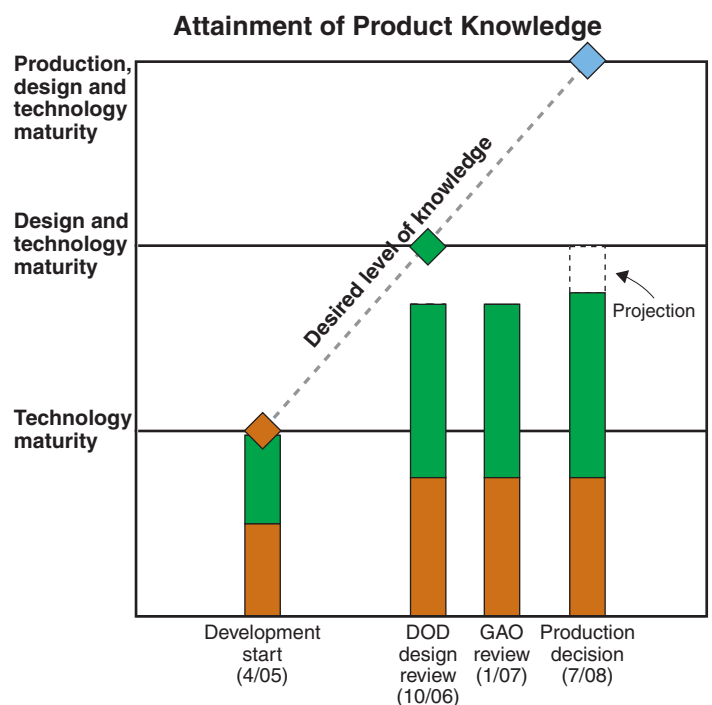 Attainment of Product Knowledge
Production,
design and
technology
maturity
Design and
technology
maturity
Technology
maturity
Desired level of knowledge
Projection
Development
start
(4/05)
DOD
design
review
(10/06)
GAO
review
(1/07)
Production
decision
(7/08)